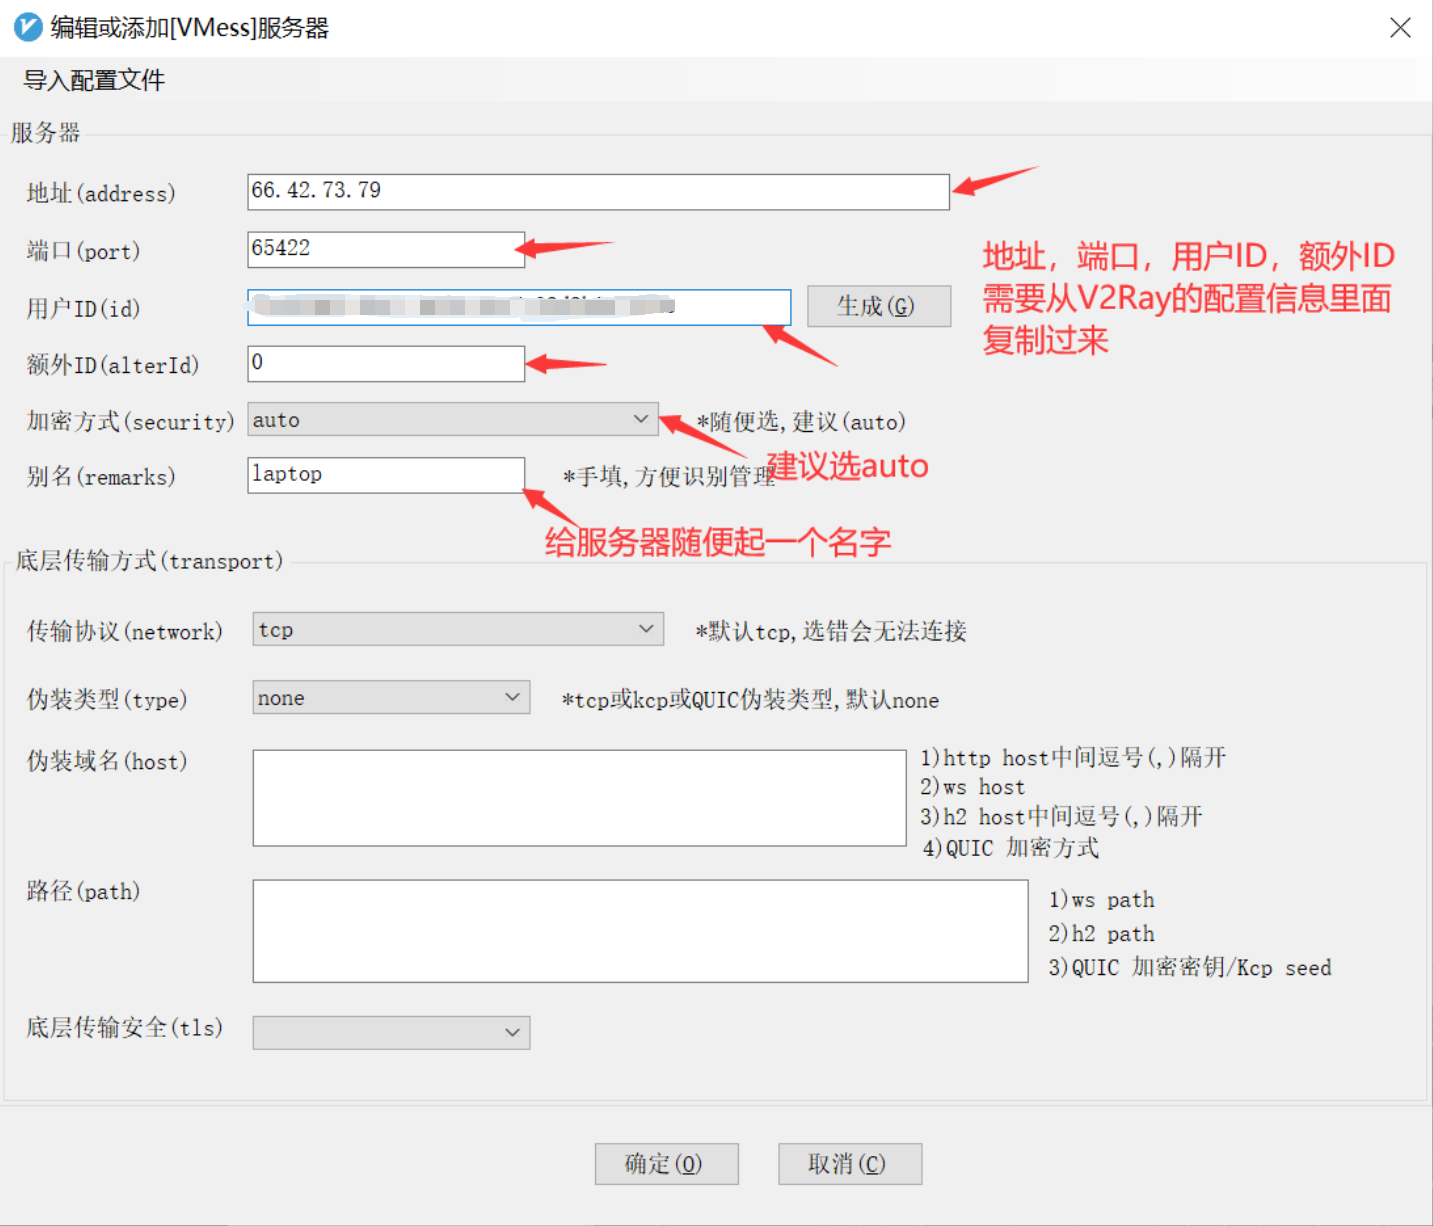 编辑或添加[VMess]服务器
导入配置文件
服务器
地址(address)
66.42.73.79
端口(port)
65422
用户ID(id)
生成(G)
地址，端口，用户ID，额外ID
需要从V2Ray的配置信息里面
复制过来
额外ID(alterId)
0
加密方式(security)
auto
*随便选,建议(auto)
建议选auto
别名(remarks)
laptop
*手填,方便识别管理
给服务器随便起一个名字
底层传输方式(transport)
传输协议(network)
tcp
*默认tcp,选错会无法连接
伪装类型(type)
none
*tcp或kcp或QUIC伪装类型,默认none
伪装域名(host)
1)http host中间逗号(,)隔开
2)ws host
3)h2 host中间逗号(,)隔开
4)QUIC 加密方式
路径(path)
1)ws path
2)h2 path
3)QUIC 加密密钥/Kcp seed
底层传输安全(tls)
确定(O)
取消(C)